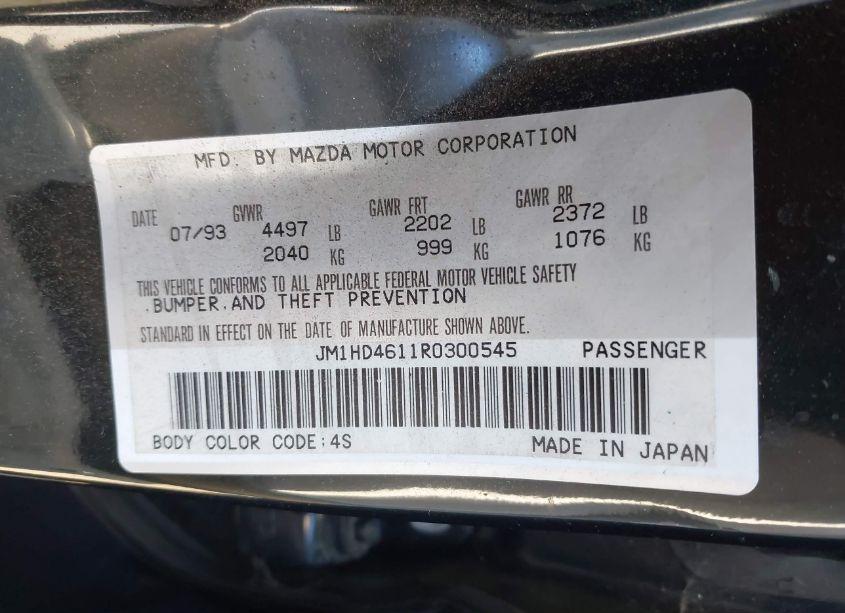 MFD. BY MAZDA MOTOR CORPORATION
DATE 07/93 GVWR 4497 LB GAWR FRT 2202 LB GAWR RR 2372 LB
2040 KG 999 KG 1076 KG
THIS VEHICLE CONFORMS TO ALL APPLICABLE FEDERAL MOTOR VEHICLE SAFETY
.BUMPER.AND THEFT PREVENTION
STANDARD IN EFFECT ON THE DATE OF MANUFACTURE SHOWN ABOVE.
JM1HD4611R0300545 PASSENGER
BODY COLOR CODE:4S MADE IN JAPAN